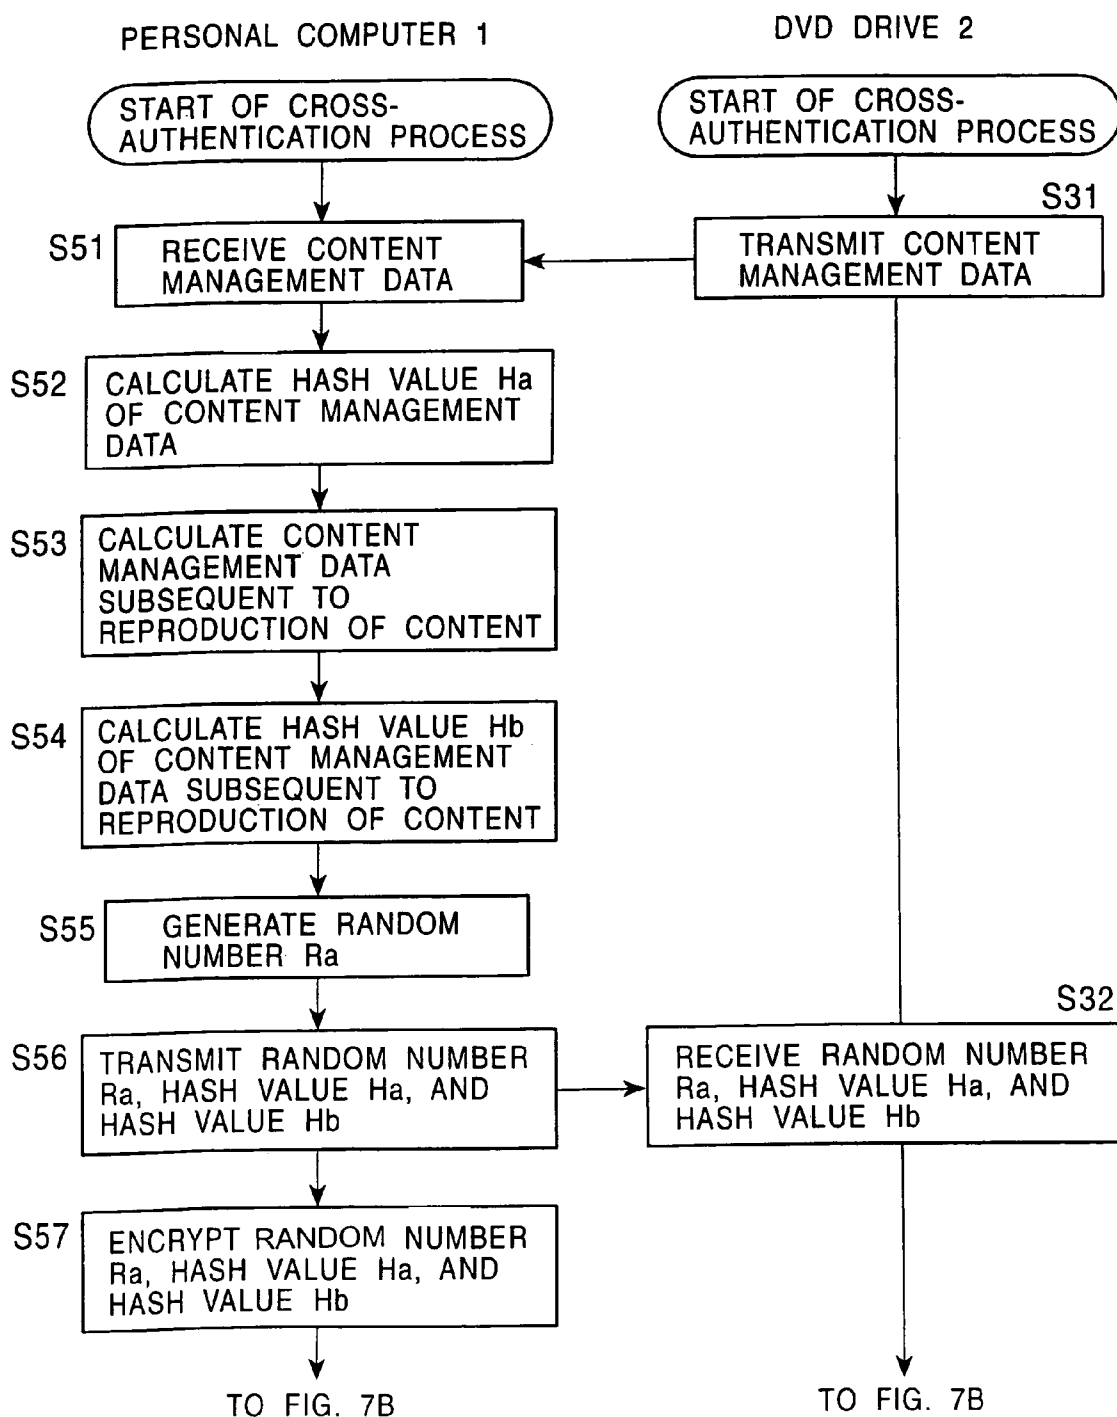 PERSONAL COMPUTER 1
DVD DRIVE 2
START OF CROSS-
AUTHENTICATION PROCESS
START OF CROSS-
AUTHENTICATION PROCESS
S31
S51
RECEIVE CONTENT
MANAGEMENT DATA
TRANSMIT CONTENT
MANAGEMENT DATA
S52
CALCULATE HASH VALUE Ha
OF CONTENT MANAGEMENT
DATA
S53
CALCULATE CONTENT
MANAGEMENT DATA
SUBSEQUENT TO
REPRODUCTION OF CONTENT
S54
CALCULATE HASH VALUE Hb
OF CONTENT MANAGEMENT
DATA SUBSEQUENT TO
REPRODUCTION OF CONTENT
S55
GENERATE RANDOM
NUMBER Ra
S32
S56
TRANSMIT RANDOM NUMBER
Ra, HASH VALUE Ha, AND
HASH VALUE Hb
RECEIVE RANDOM NUMBER
Ra, HASH VALUE Ha, AND
HASH VALUE Hb
S57
ENCRYPT RANDOM NUMBER
Ra, HASH VALUE Ha, AND
HASH VALUE Hb
TO FIG. 7B
TO FIG. 7B